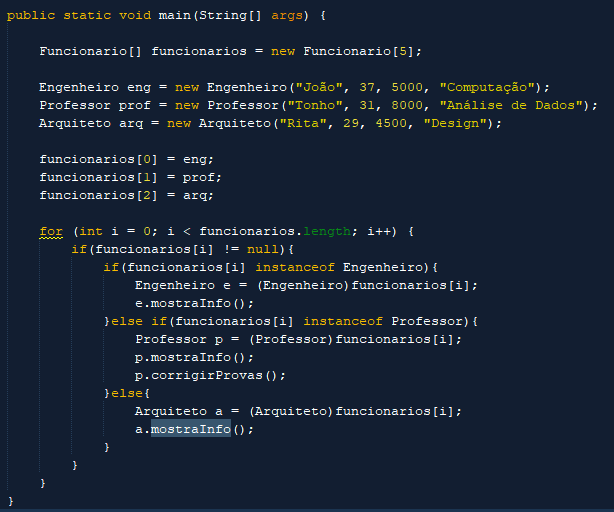 public static void main(String[] args) {
Funcionario[] funcionarios = new Funcionario[5];
Engenheiro eng = new Engenheiro("João", 37, 5000, "Computação");
Professor prof = new Professor("Tonho", 31, 8000, "Análise de Dados");
Arquiteto arq = new Arquiteto("Rita", 29, 4500, "Design");
funcionarios[0] = eng;
funcionarios[1] = prof;
funcionarios[2] = arq;
for (int i = 0; i < funcionarios.length; i++) {
if(funcionarios[i] != null){
if(funcionarios[i] instanceof Engenheiro){
Engenheiro e = (Engenheiro)funcionarios[i];
e.mostraInfo();
}else if(funcionarios[i] instanceof Professor){
Professor p = (Professor)funcionarios[i];
p.mostraInfo();
p.corrigirProvas();
}else{
Arquiteto a = (Arquiteto)funcionarios[i];
a.mostraInfo();
}
}
}
}